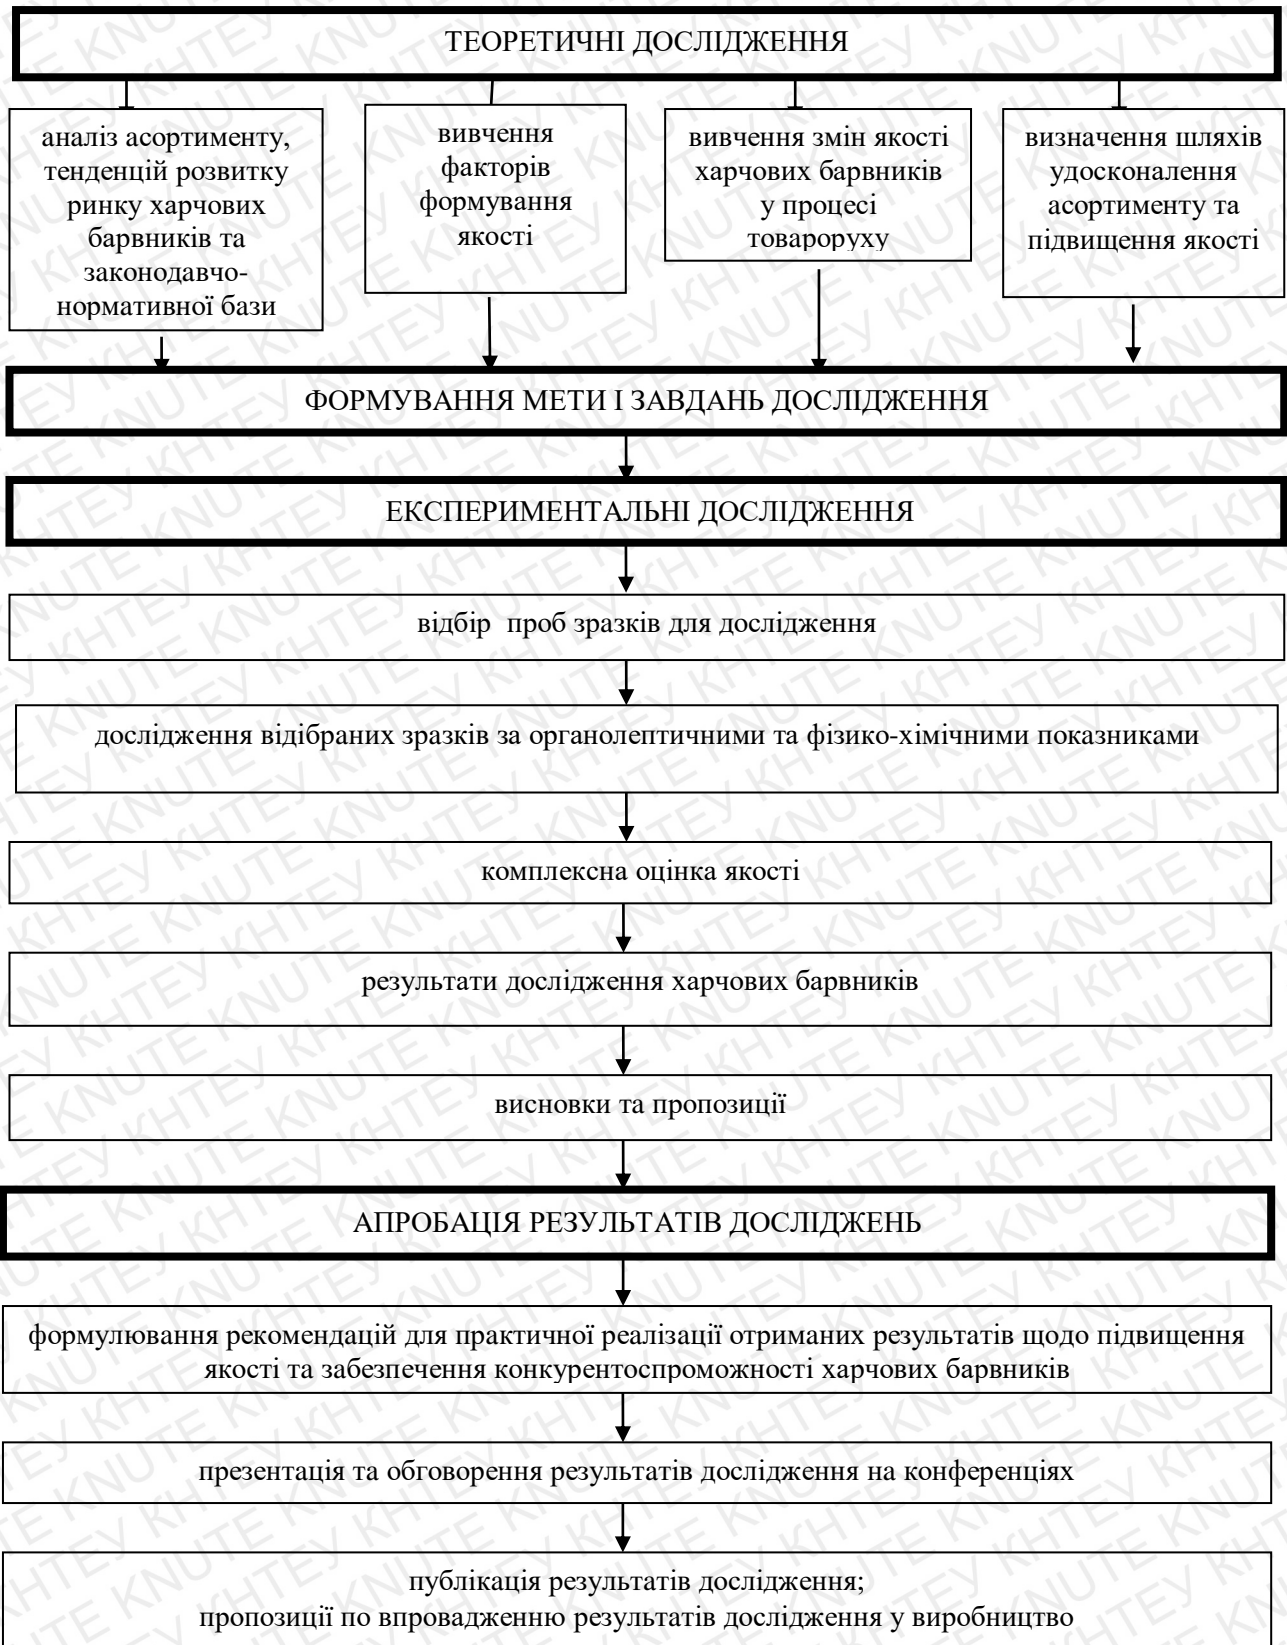 ТЕОРЕТИЧНІ ДОСЛІДЖЕННЯ
аналіз асортименту,
тенденцій розвитку
ринку харчових
барвників та
законодавчо-
нормативної бази
вивчення
факторів
формування
якості
вивчення змін якості
харчових барвників
у процесі
товароруху
визначення шляхів
удосконалення
асортименту та
підвищення якості
ФОРМУВАННЯ МЕТИ І ЗАВДАНЬ ДОСЛІДЖЕННЯ
ЕКСПЕРИМЕНТАЛЬНІ ДОСЛІДЖЕННЯ
відбір проб зразків для дослідження
дослідження відібраних зразків за органолептичними та фізико-хімічними показниками
комплексна оцінка якості
результати дослідження харчових барвників
висновки та пропозиції
АПРОБАЦІЯ РЕЗУЛЬТАТІВ ДОСЛІДЖЕНЬ
формулювання рекомендацій для практичної реалізації отриманих результатів щодо підвищення
якості та забезпечення конкурентоспроможності харчових барвників
презентація та обговорення результатів дослідження на конференціях
публікація результатів дослідження;
пропозиції по впровадженню результатів дослідження у виробництво